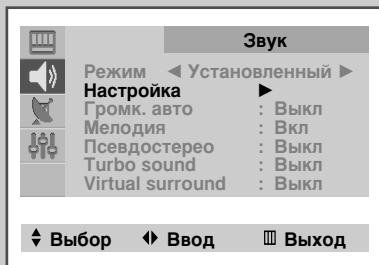 Звук
Режим ◄ Установленный ►
Настройка ►
Громк. авто : Выкл
Мелодия : Вкл
Псевдостерео : Выкл
Turbo sound : Выкл
Virtual surround : Выкл
Выбор Ввод Выход